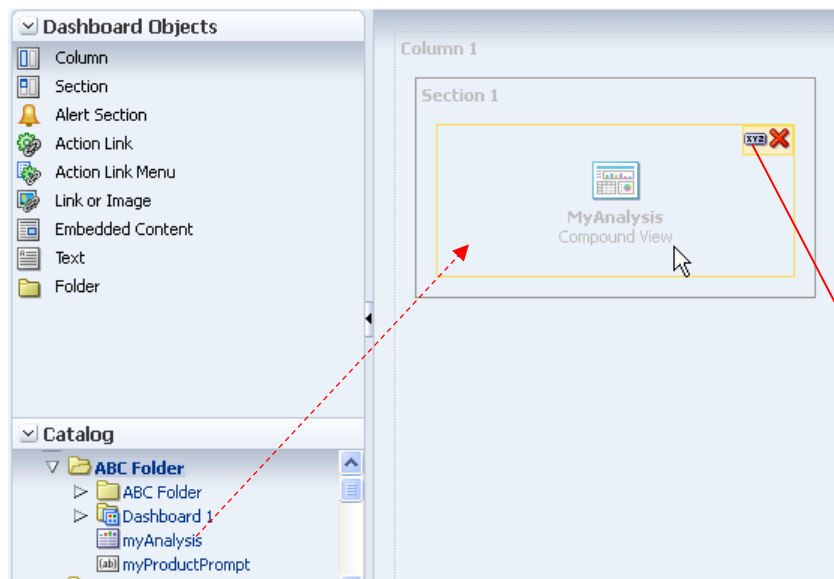 Dashboard Objects
Column
Section
Alert Section
Action Link
Action Link Menu
Link or Image
Embedded Content
Text
Folder
Catalog
ABC Folder
ABC Folder
Dashboard 1
myAnalysis
(ab) myProductPrompt
Column 1
Section 1
XYZ
MyAnalysis
Compound View